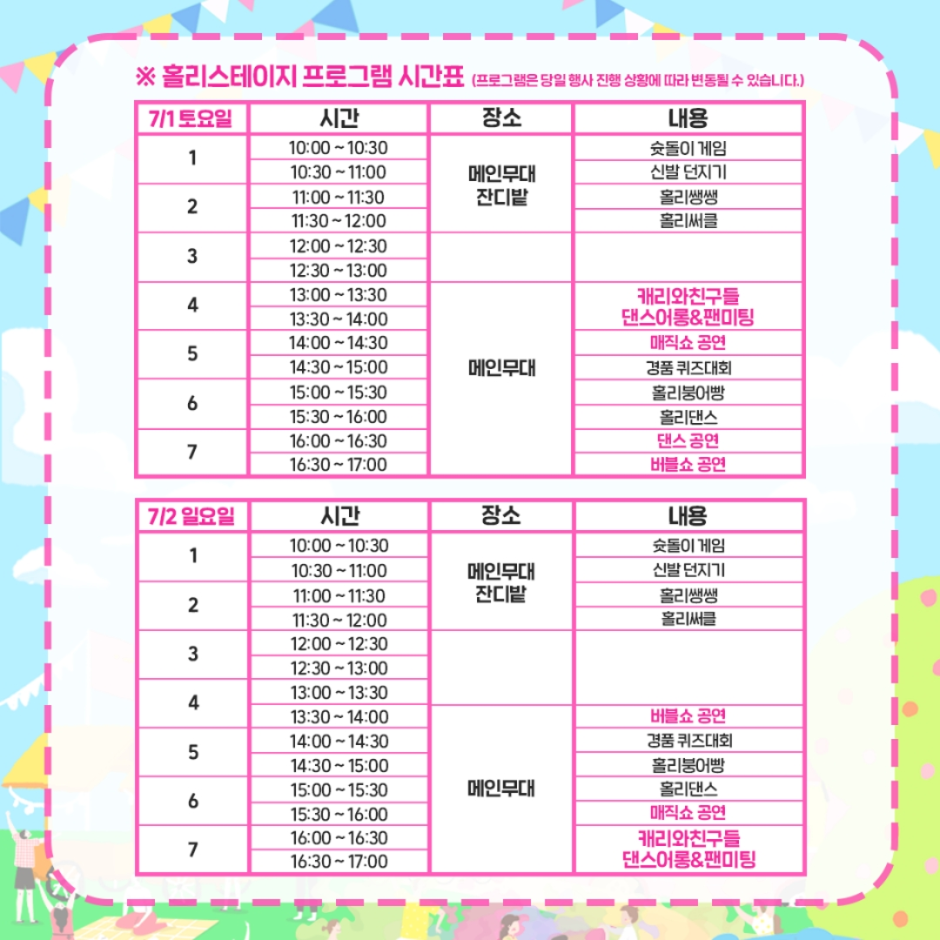 ※ 홀리스테이지 프로그램 시간표 (프로그램은 당일 행사 진행 상황에 따라 변동될 수 있습니다.)
7/1 토요일 시간 장소 내용
1 10:00 ~ 10:30 메인무대 잔디밭 슛돌이 게임
10:30 ~ 11:00 신발 던지기
2 11:00 ~ 11:30 홀리쌩쌩
11:30 ~ 12:00 홀리써클
3 12:00 ~ 12:30
12:30 ~ 13:00
4 13:00 ~ 13:30 메인무대 캐리와친구들
13:30 ~ 14:00 댄스어롱&팬미팅
5 14:00 ~ 14:30 매직쇼 공연
14:30 ~ 15:00 경품 퀴즈대회
6 15:00 ~ 15:30 홀리붕어빵
15:30 ~ 16:00 홀리댄스
7 16:00 ~ 16:30 댄스 공연
16:30 ~ 17:00 버블쇼 공연
7/2 일요일 시간 장소 내용
1 10:00 ~ 10:30 메인무대 잔디밭 슛돌이 게임
10:30 ~ 11:00 신발 던지기
2 11:00 ~ 11:30 홀리쌩쌩
11:30 ~ 12:00 홀리써클
3 12:00 ~ 12:30
12:30 ~ 13:00
4 13:00 ~ 13:30
13:30 ~ 14:00 메인무대 버블쇼 공연
5 14:00 ~ 14:30 경품 퀴즈대회
14:30 ~ 15:00 홀리붕어빵
6 15:00 ~ 15:30 홀리댄스
15:30 ~ 16:00 매직쇼 공연
7 16:00 ~ 16:30 캐리와친구들
16:30 ~ 17:00 댄스어롱&팬미팅